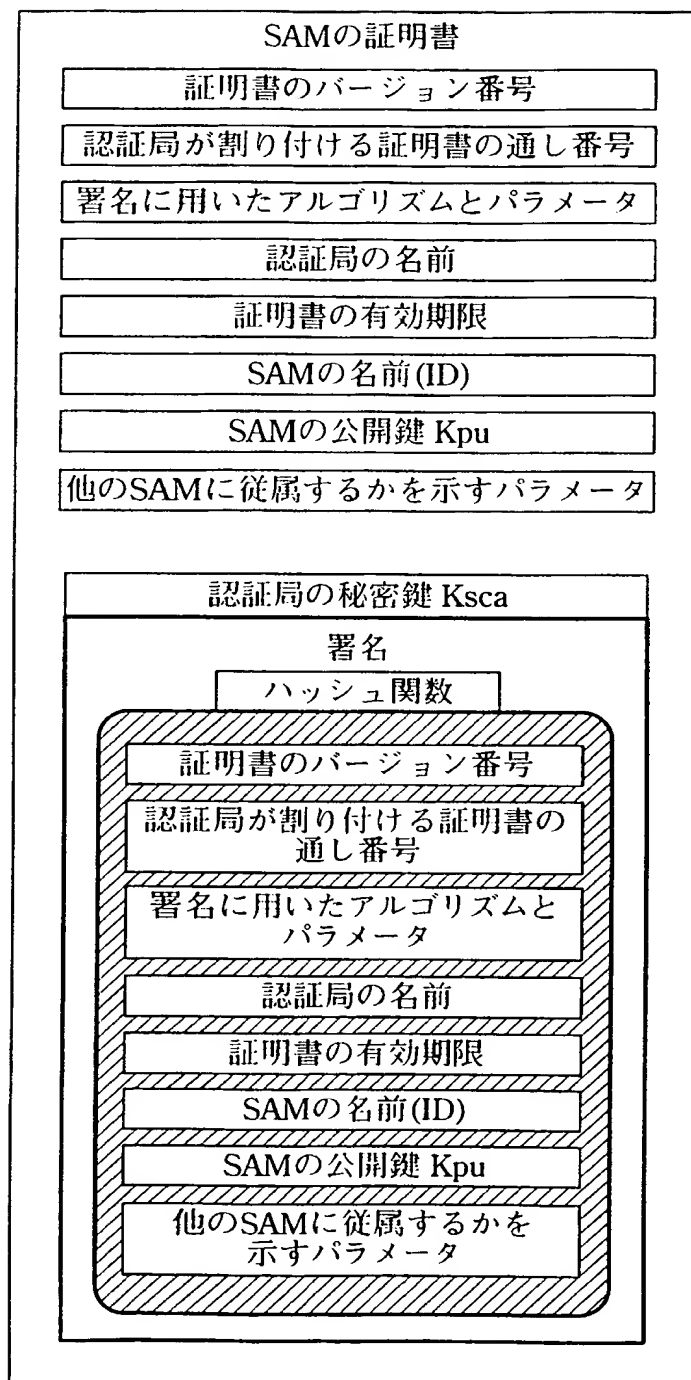 SAMの証明書
証明書のバージョン番号
認証局が割り付ける証明書の通し番号
署名に用いたアルゴリズムとパラメータ
認証局の名前
証明書の有効期限
SAMの名前(ID)
SAMの公開鍵 Kpu
他のSAMに従属するかを示すパラメータ
認証局の秘密鍵 Ksca
署名
ハッシュ関数
証明書のバージョン番号
認証局が割り付ける証明書の
通し番号
署名に用いたアルゴリズムと
パラメータ
認証局の名前
証明書の有効期限
SAMの名前(ID)
SAMの公開鍵 Kpu
他のSAMに従属するかを
示すパラメータ